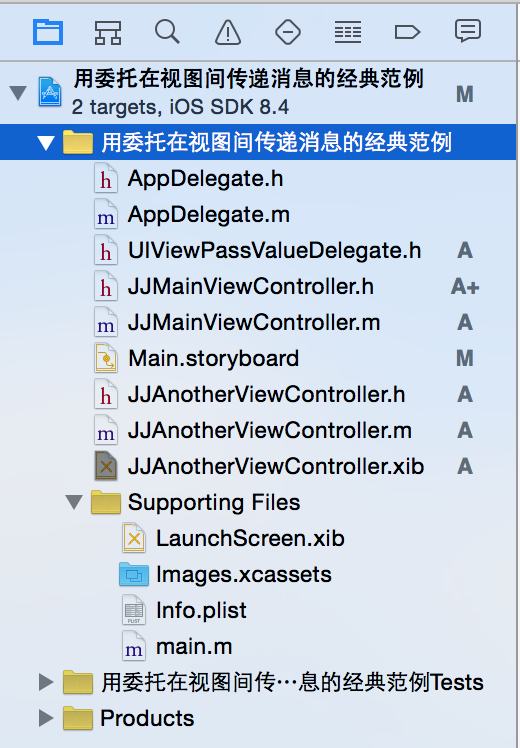 用委托在视图间传递消息的经典范例
2 targets, iOS SDK 8.4 M
用委托在视图间传递消息的经典范例
h AppDelegate.h
m AppDelegate.m
h UIViewPassValueDelegate.h A
h JJMainViewController.h A+
m JJMainViewController.m A
Main.storyboard M
h JJAnotherViewController.h A
m JJAnotherViewController.m A
JJAnotherViewController.xib A
Supporting Files
LaunchScreen.xib
Images.xcassets
PLIST Info.plist
m main.m
用委托在视图间传…息的经典范例Tests
Products